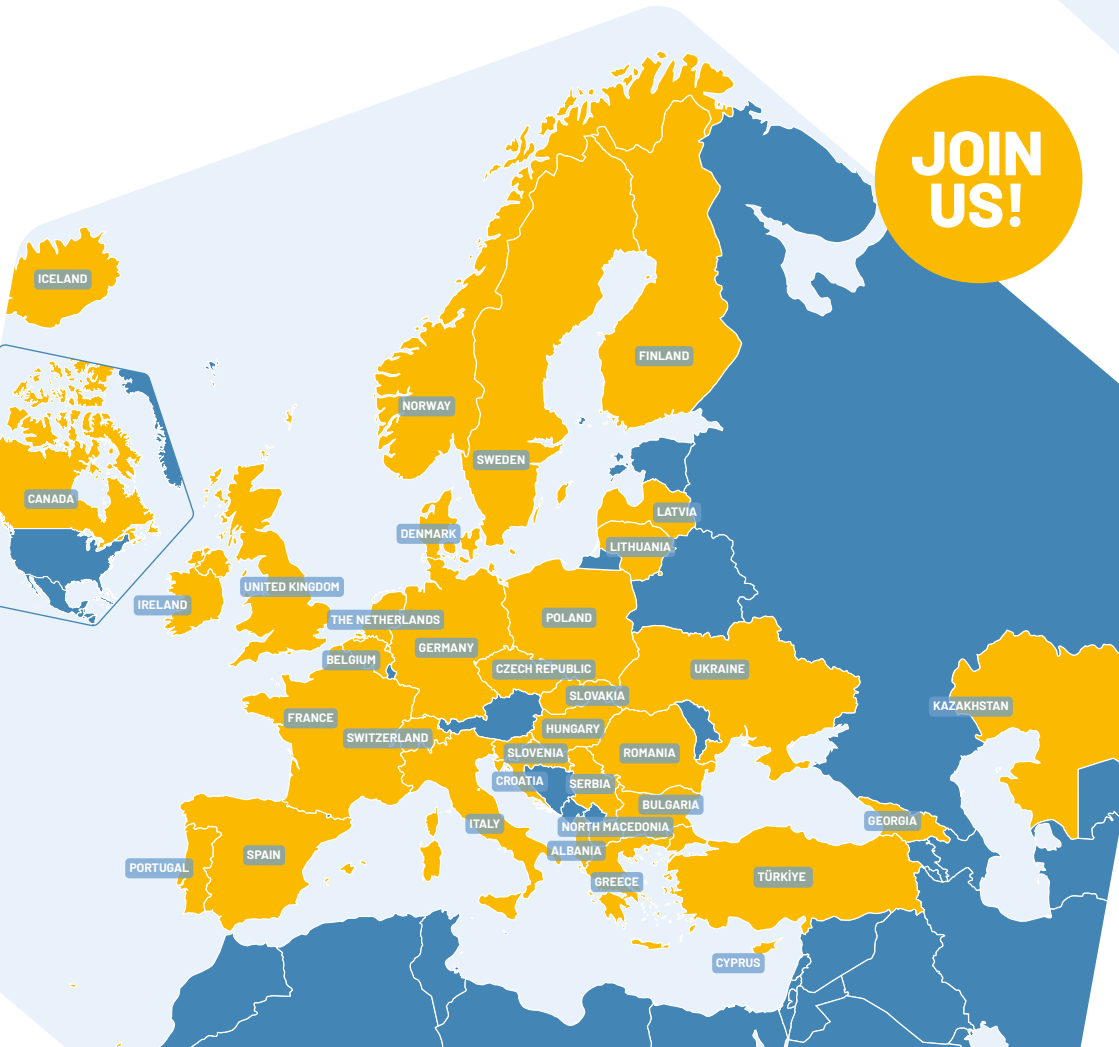 JOIN
US!
ICELAND
FINLAND
NORWAY
SWEDEN
CANADA
LATVIA
DENMARK
LITHUANIA
UNITED KINGDOM
IRELAND
THE NETHERLANDS
POLAND
GERMANY
BELGIUM
CZECH REPUBLIC
UKRAINE
SLOVAKIA
KAZAKHSTAN
FRANCE
HUNGARY
SWITZERLAND
SLOVENIA
ROMANIA
CROATIA
SERBIA
BULGARIA
GEORGIA
ITALY
NORTH MACEDONIA
ALBANIA
SPAIN
PORTUGAL
TÜRKİYE
GREECE
CYPRUS